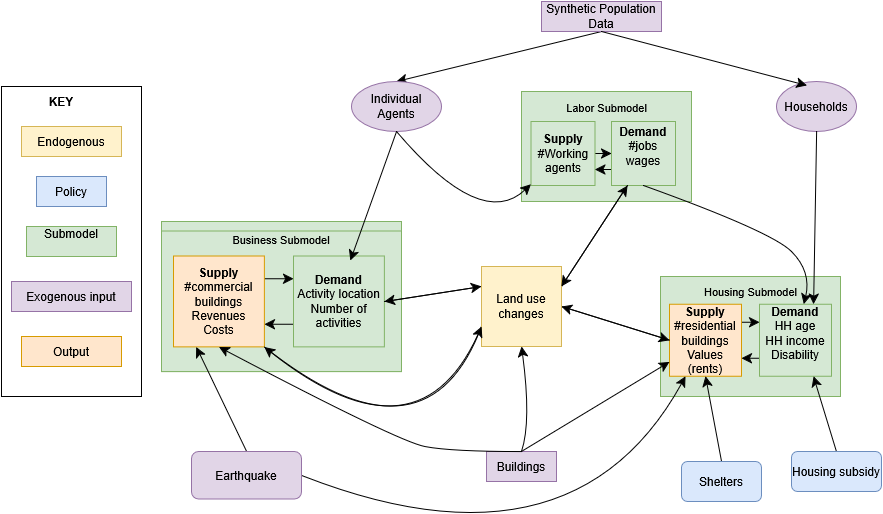 Synthetic Population
Data
KEY
Endogenous
Policy
Submodel
Exogenous input
Output
Individual
Agents
Households
Labor Submodel
Supply
#Working
agents
Demand
#jobs
wages
Business Submodel
Supply
#commercial
buildings
Revenues
Costs
Demand
Activity location
Number of
activities
Land use
changes
Housing Submodel
Supply
#residential
buildings
Values
(rents)
Demand
HH age
HH income
Disability
Earthquake
Buildings
Shelters
Housing subsidy